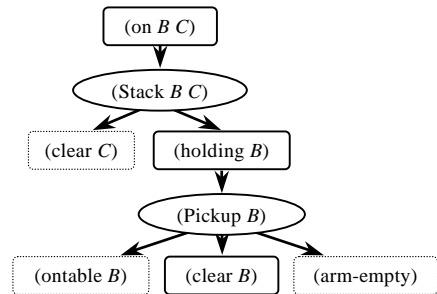 (on B C)
(Stack B C)
(clear C)
(holding B)
(Pickup B)
(ontable B)
(clear B)
(arm-empty)